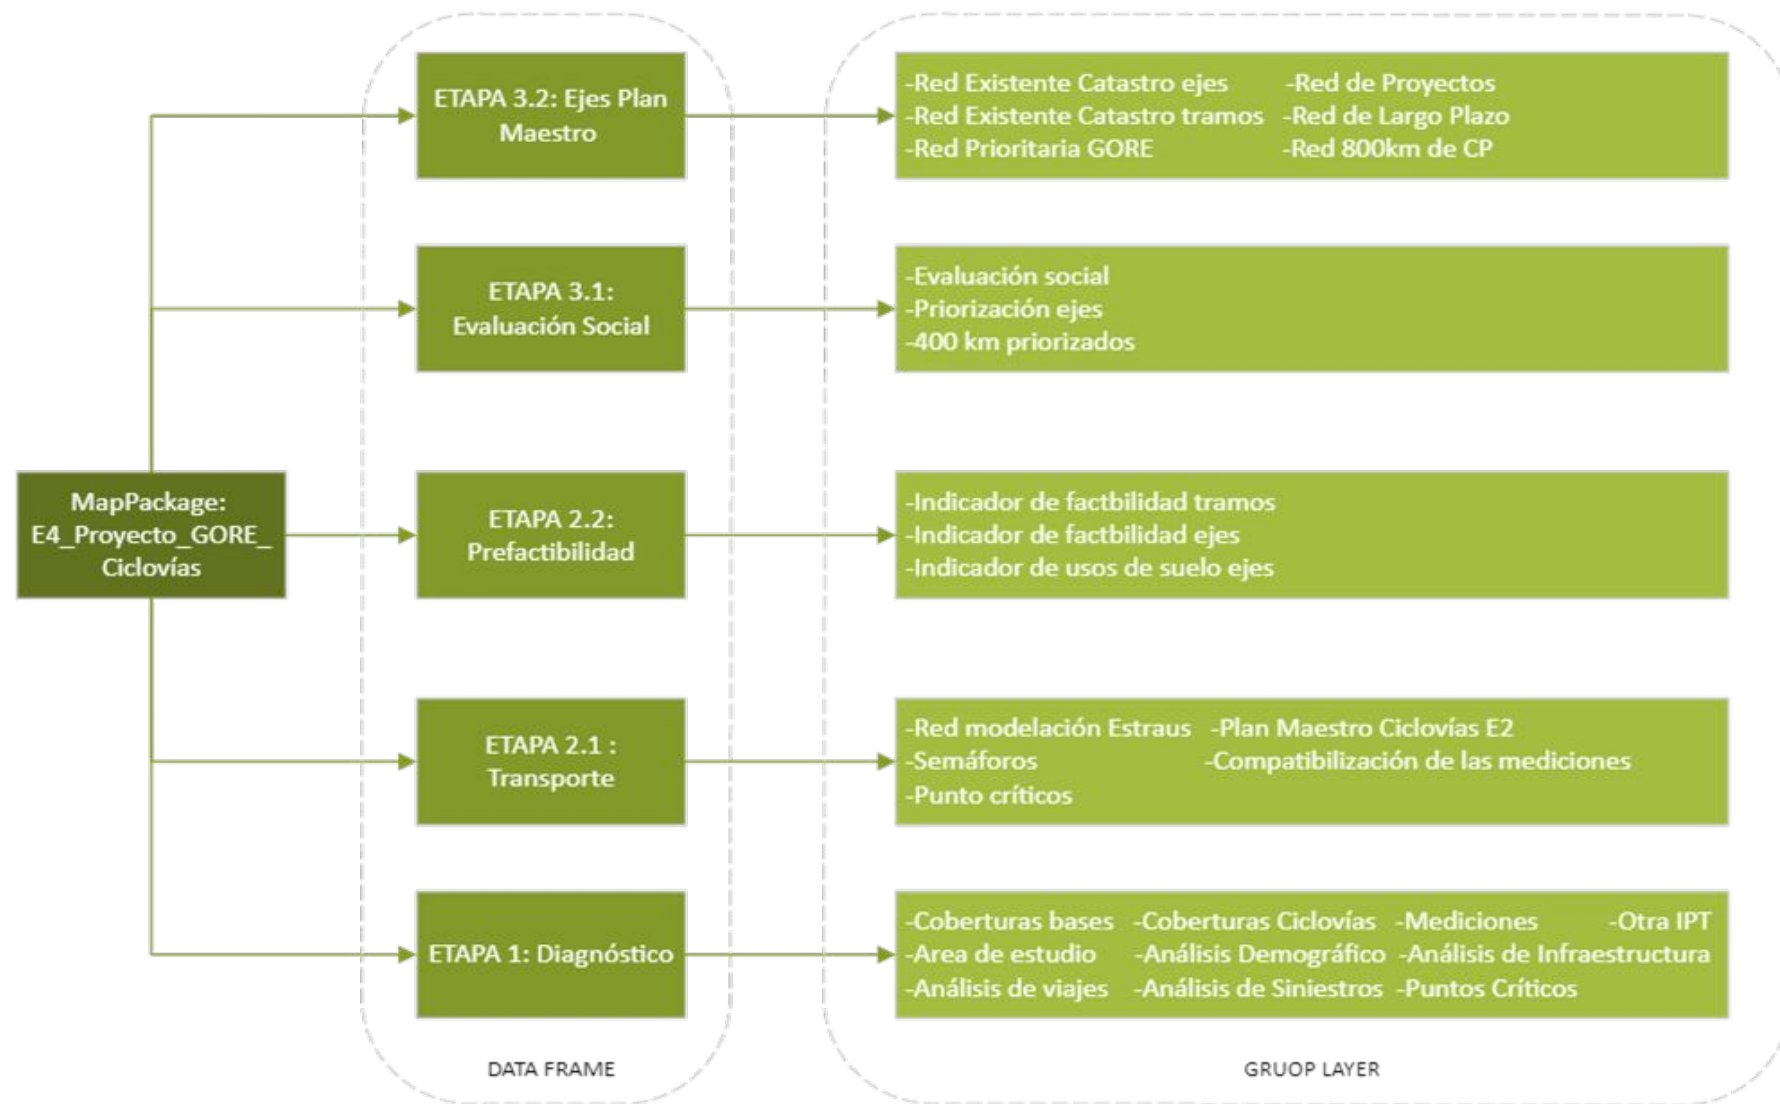 ETAPA 3.2: Ejes Plan
Maestro
-Red Existente Catastro ejes -Red de Proyectos
-Red Existente Catastro tramos -Red de Largo Plazo
-Red Prioritaria GORE -Red 800km de CP
ETAPA 3.1:
Evaluación Social
-Evaluación social
-Priorización ejes
-400 km priorizados
MapPackage:
E4_Proyecto_GORE_
Ciclovías
ETAPA 2.2:
Prefactibilidad
-Indicador de factbilidad tramos
-Indicador de factbilidad ejes
-Indicador de usos de suelo ejes
ETAPA 2.1 :
Transporte
-Red modelación Estraus -Plan Maestro Ciclovías E2
-Semáforos -Compatibilización de las mediciones
-Punto críticos
ETAPA 1: Diagnóstico
-Coberturas bases -Coberturas Ciclovías -Mediciones -Otra IPT
-Area de estudio -Análisis Demográfico -Análisis de Infraestructura
-Análisis de viajes -Análisis de Siniestros -Puntos Críticos
DATA FRAME
GRUOP LAYER